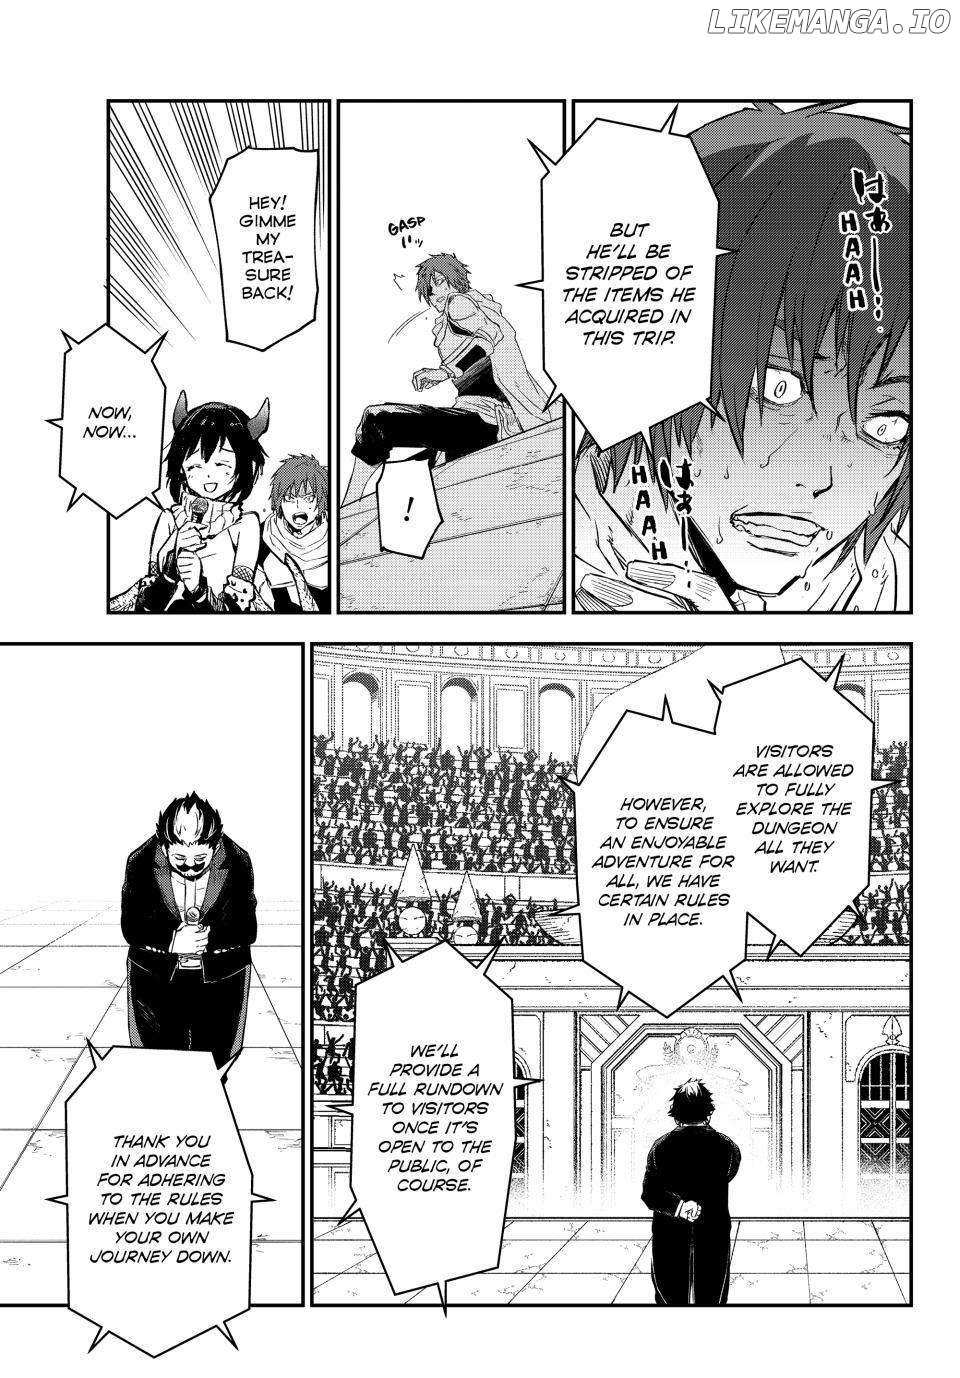 LIKEMANGA.IO
BUT
HE'LL BE
STRIPPED OF
THE ITEMS HE
ACQUIRED IN
THIS TRIP.
はぁー…
HAAH
はぁー…
HAAH
GASP
!
HEY!
GIMME
MY
TREA-
SURE
BACK!
NOW,
NOW...
VISITORS
ARE ALLOWED
TO FULLY
EXPLORE THE
DUNGEON
ALL THEY
WANT.
HOWEVER,
TO ENSURE
AN ENJOYABLE
ADVENTURE FOR
ALL, WE HAVE
CERTAIN RULES
IN PLACE.
WE'LL
PROVIDE A
FULL RUNDOWN
TO VISITORS
ONCE IT'S
OPEN TO THE
PUBLIC, OF
COURSE.
THANK YOU
IN ADVANCE
FOR ADHERING
TO THE RULES
WHEN YOU MAKE
YOUR OWN
JOURNEY DOWN.